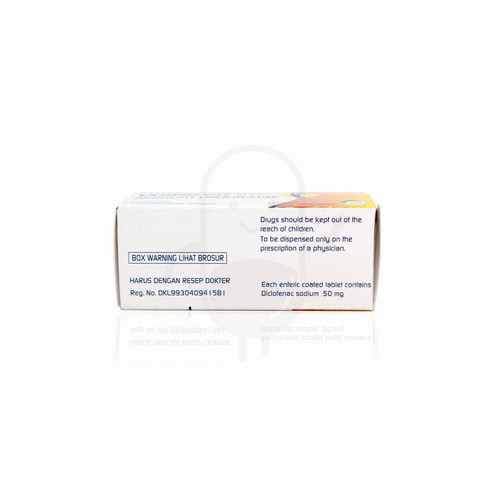 BOX WARNING LIHAT BROSUR
HARUS DENGAN RESEP DOKTER
Reg. No. DKL9930409415B1
Drugs should be kept out of the
reach of children.
To be dispensed only on the
prescription of a physician.
Each enteric coated tablet contains
Diclofenac sodium 50 mg